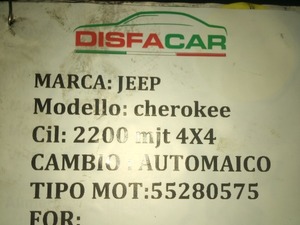 DISFACAR
MARCA: JEEP
Modello: cherokee
Cil: 2200 mjt 4X4
CAMBIO : AUTOMAICO
TIPO MOT:55280575
FOR: